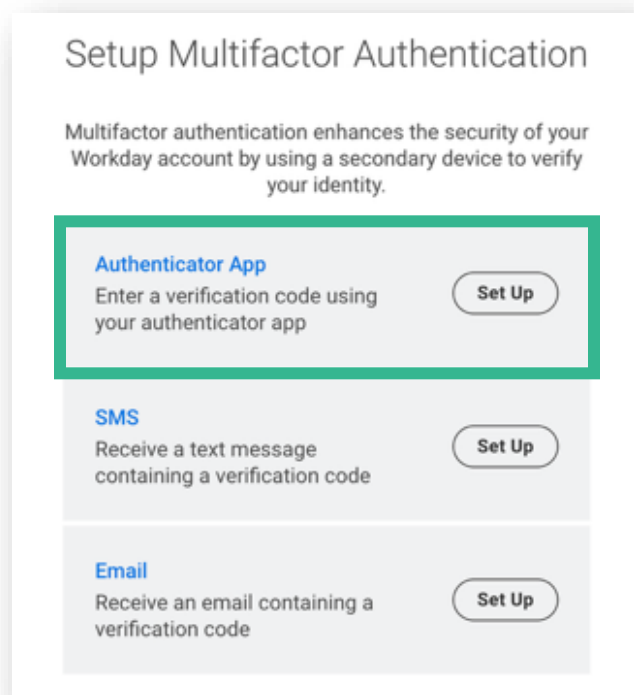 Setup Multifactor Authentication
Multifactor authentication enhances the security of your
Workday account by using a secondary device to verify
your identity.
Authenticator App
Enter a verification code using
your authenticator app
Set Up
SMS
Receive a text message
containing a verification code
Set Up
Email
Receive an email containing a
verification code
Set Up